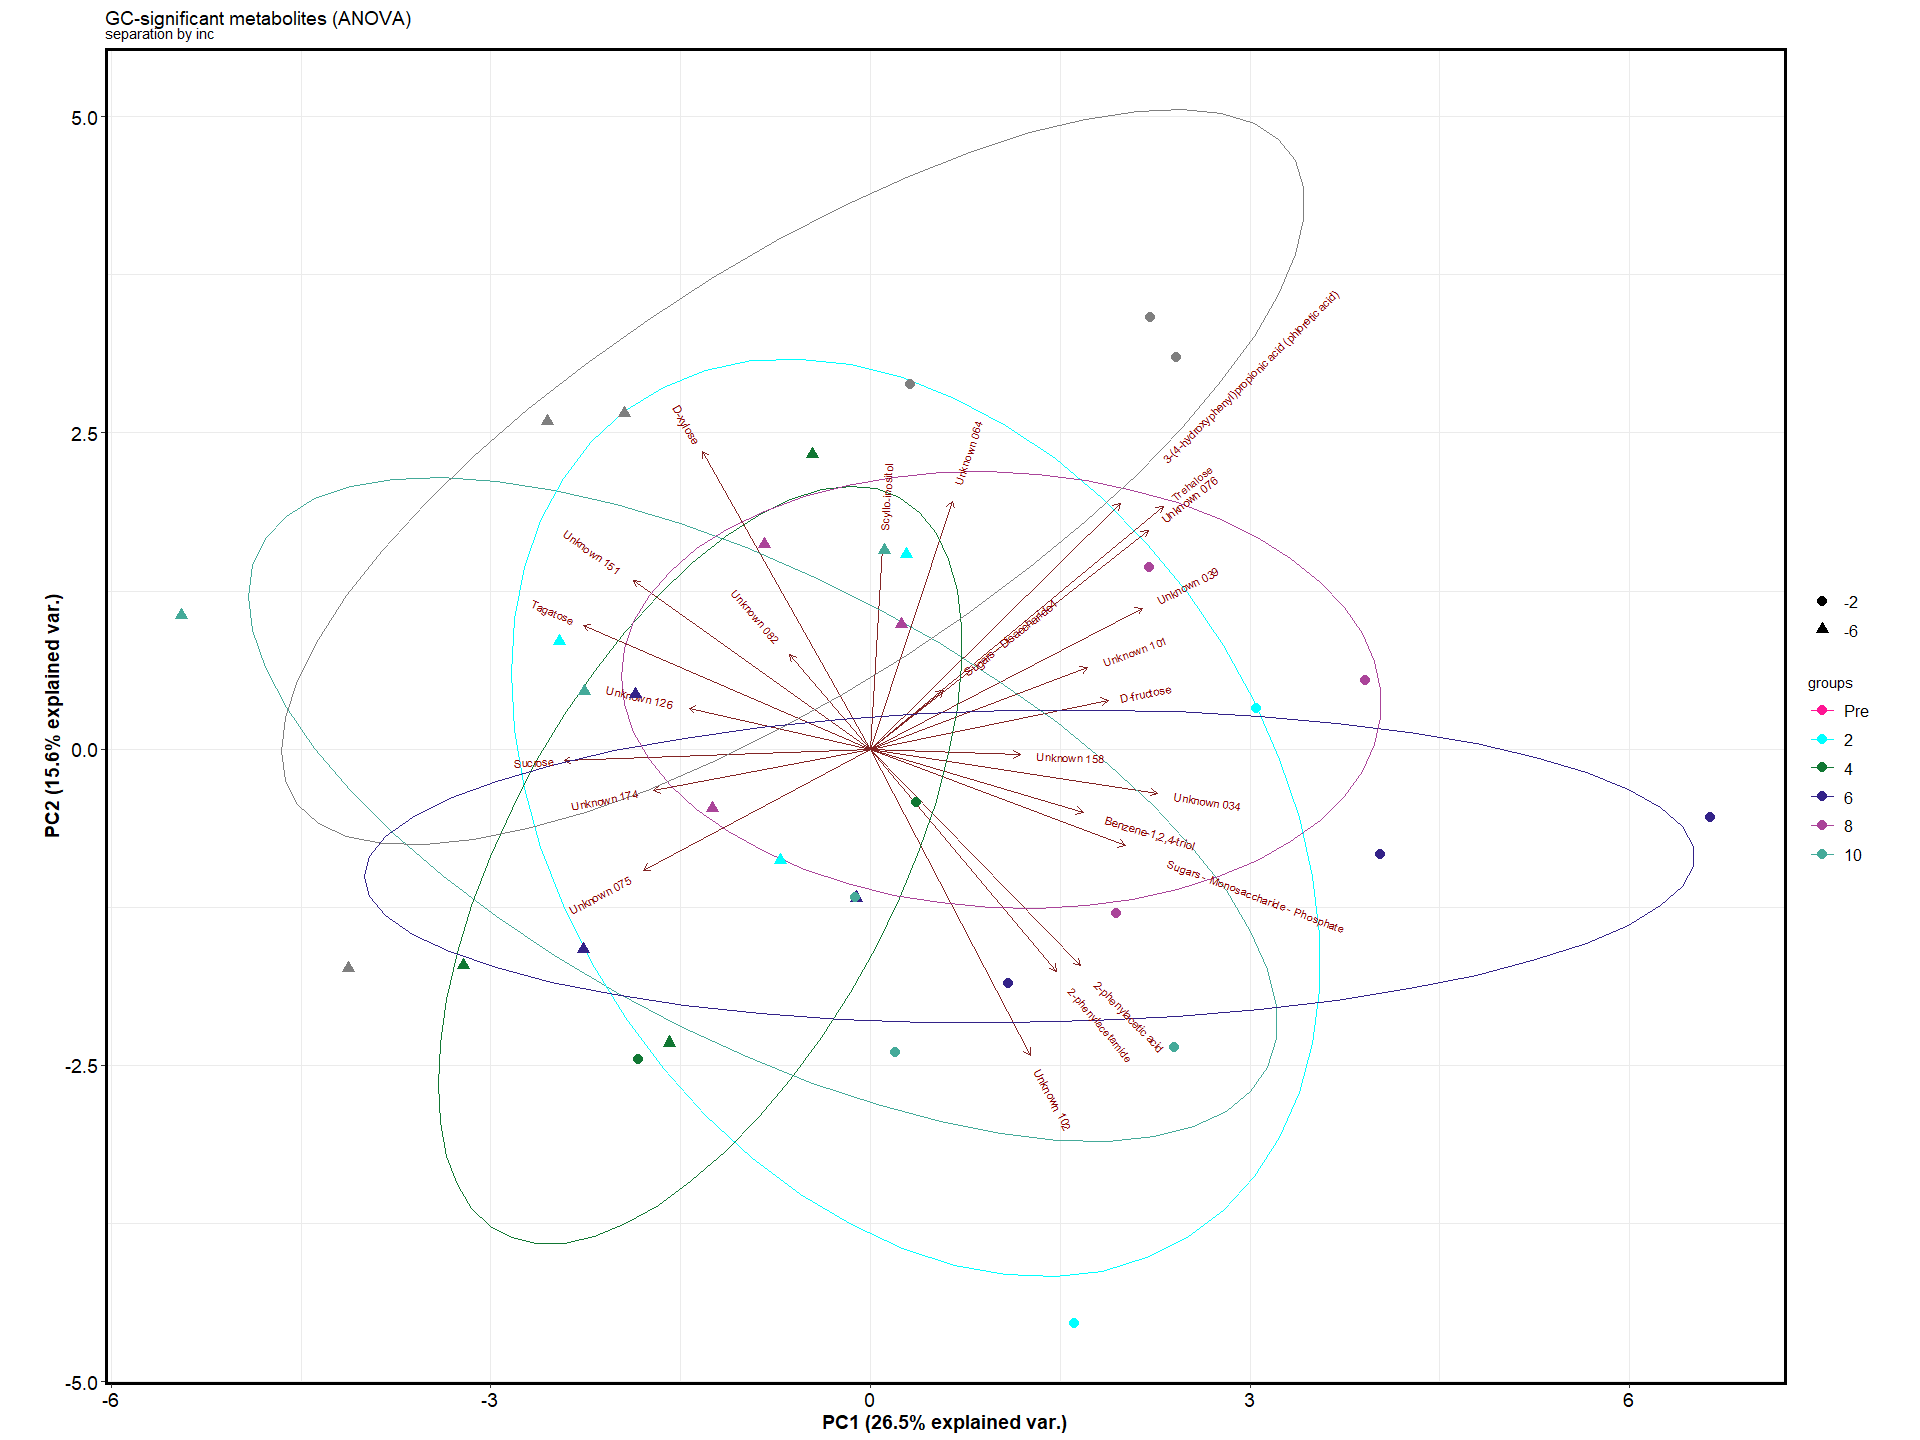 GC-significant metabolites (ANOVA)
separation by inc
5.0
2.5
0.0
-2.5
-5.0
-6
-3
0
3
6
PC1 (26.5% explained var.)
PC2 (15.6% explained var.)
D-xylose
Scyllo-inositol
Unknown 064
3-(4-hydroxyphenyl)propionic acid (phloretic acid)
Trehalose
Unknown 076
Unknown 151
Tagatose
Unknown 082
Unknown 039
Sugars - Disaccharide1
Unknown 101
D-fructose
Unknown 126
Sucrose
Unknown 158
Unknown 174
Unknown 034
Benzene-1,2,4-triol
Sugars - Monosaccharide - Phosphate
Unknown 075
2-phenylacetic acid
2-phenylacetamide
Unknown 102
-2
-6
groups
Pre
2
4
6
8
10